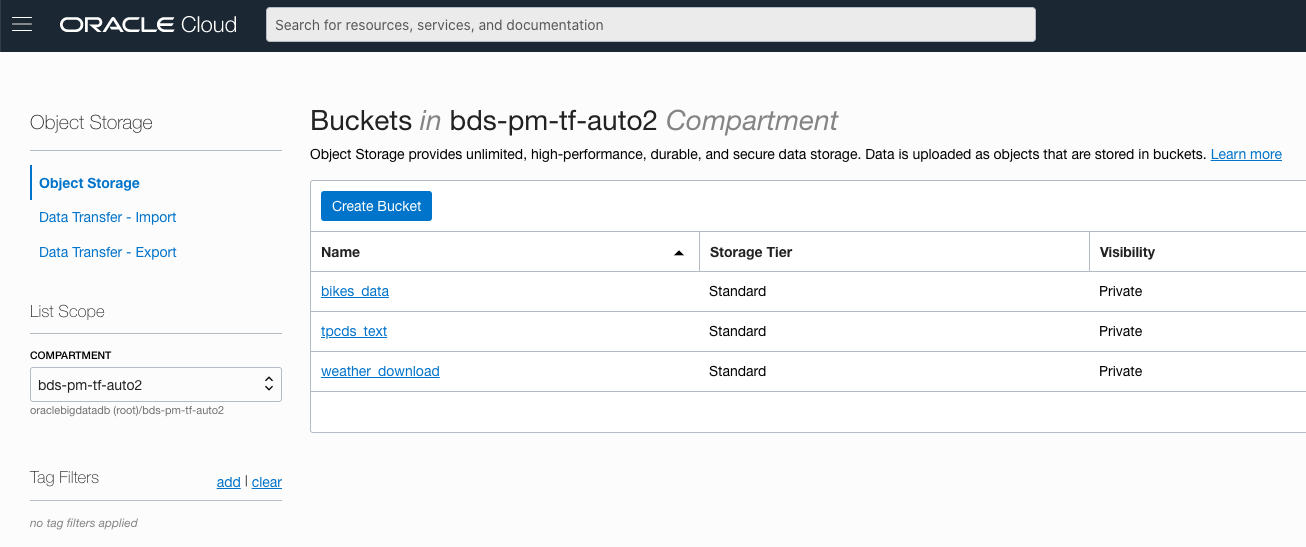 ORACLE Cloud
Search for resources, services, and documentation
Object Storage
Object Storage
Data Transfer - Import
Data Transfer - Export
List Scope
COMPARTMENT
bds-pm-tf-auto2
oraclebigdatadb (root)/bds-pm-tf-auto2
Tag Filters
add | clear
no tag filters applied
Buckets in bds-pm-tf-auto2 Compartment
Object Storage provides unlimited, high-performance, durable, and secure data storage. Data is uploaded as objects that are stored in buckets. Learn more
Create Bucket
Name Storage Tier Visibility
bikes_data Standard Private
tpcds_text Standard Private
weather_download Standard Private